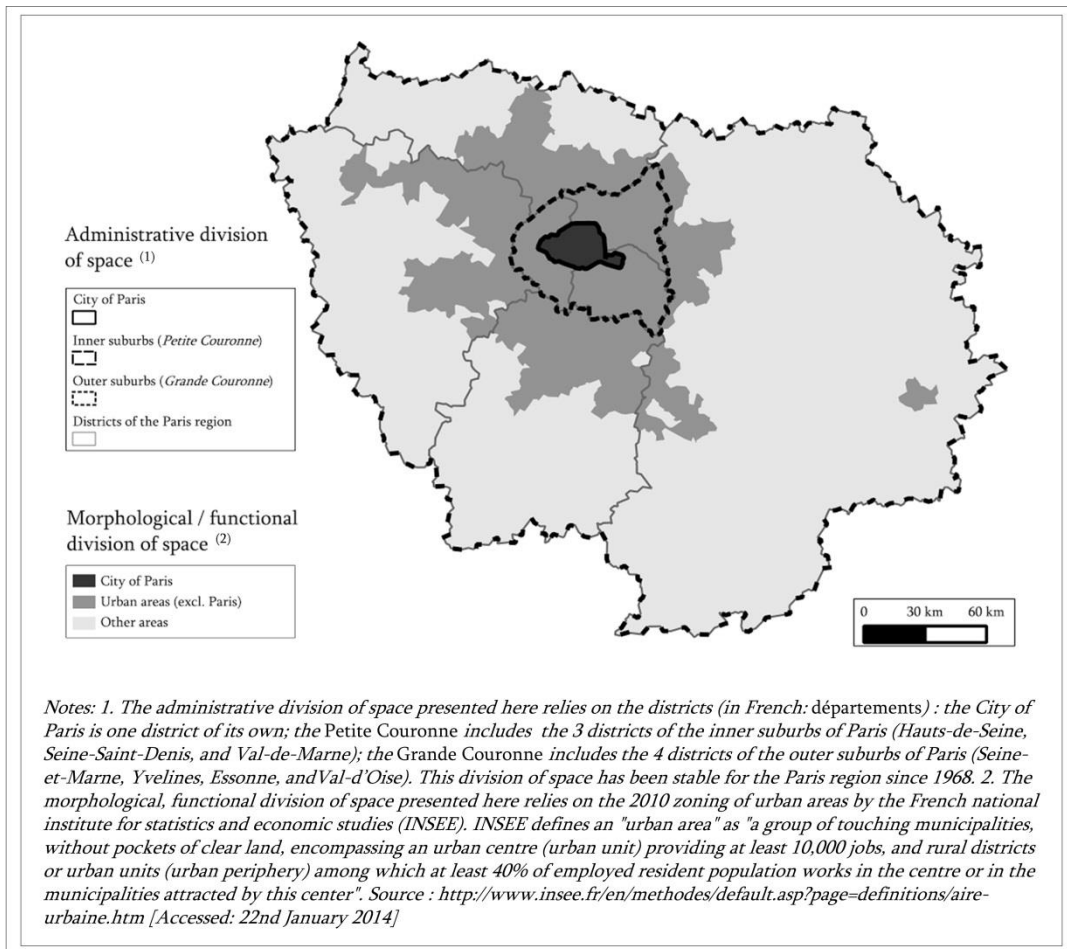 Administrative division
of space (1)
City of Paris
Inner suburbs (Petite Couronne)
Outer suburbs (Grande Couronne)
Districts of the Paris region
Morphological / functional
division of space (2)
City of Paris
Urban areas (excl. Paris)
Other areas
0 30 km 60 km
Notes: 1. The administrative division of space presented here relies on the districts (in French: départements) : the City of
Paris is one district of its own; the Petite Couronne includes the 3 districts of the inner suburbs of Paris (Hauts-de-Seine,
Seine-Saint-Denis, and Val-de-Marne); the Grande Couronne includes the 4 districts of the outer suburbs of Paris (Seine-
et-Marne, Yvelines, Essonne, andVal-d'Oise). This division of space has been stable for the Paris region since 1968. 2. The
morphological, functional division of space presented here relies on the 2010 zoning of urban areas by the French national
institute for statistics and economic studies (INSEE). INSEE defines an "urban area" as "a group of touching municipalities,
without pockets of clear land, encompassing an urban centre (urban unit) providing at least 10,000 jobs, and rural districts
or urban units (urban periphery) among which at least 40% of employed resident population works in the centre or in the
municipalities attracted by this center". Source : http://www.insee.fr/en/methodes/default.asp?page=definitions/aire-
urbaine.htm [Accessed: 22nd January 2014]